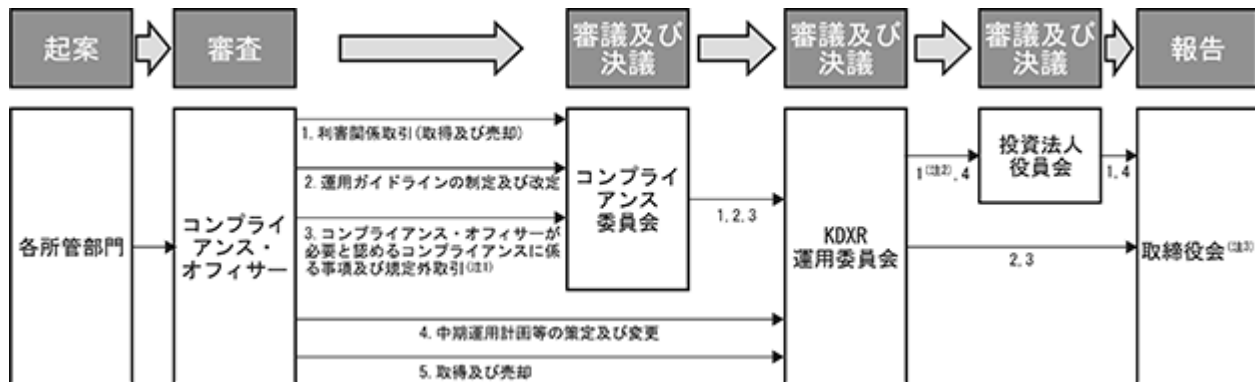 起案
審査
審議及び
決議
審議及び
決議
審議及び
決議
報告
各所管部門
コンプライ
アンス・
オフィサー
1. 利害関係取引(取得及び売却)
2. 運用ガイドラインの制定及び改定
3. コンプライアンス・オフィサーが
必要と認めるコンプライアンスに係
る事項及び規定外取引(注1)
4. 中期運用計画等の策定及び変更
5. 取得及び売却
コンプライ
アンス
委員会
1, 2, 3
KDXR
運用委員会
1(注2), 4
投資法人
役員会
1, 4
2, 3
取締役会(注3)